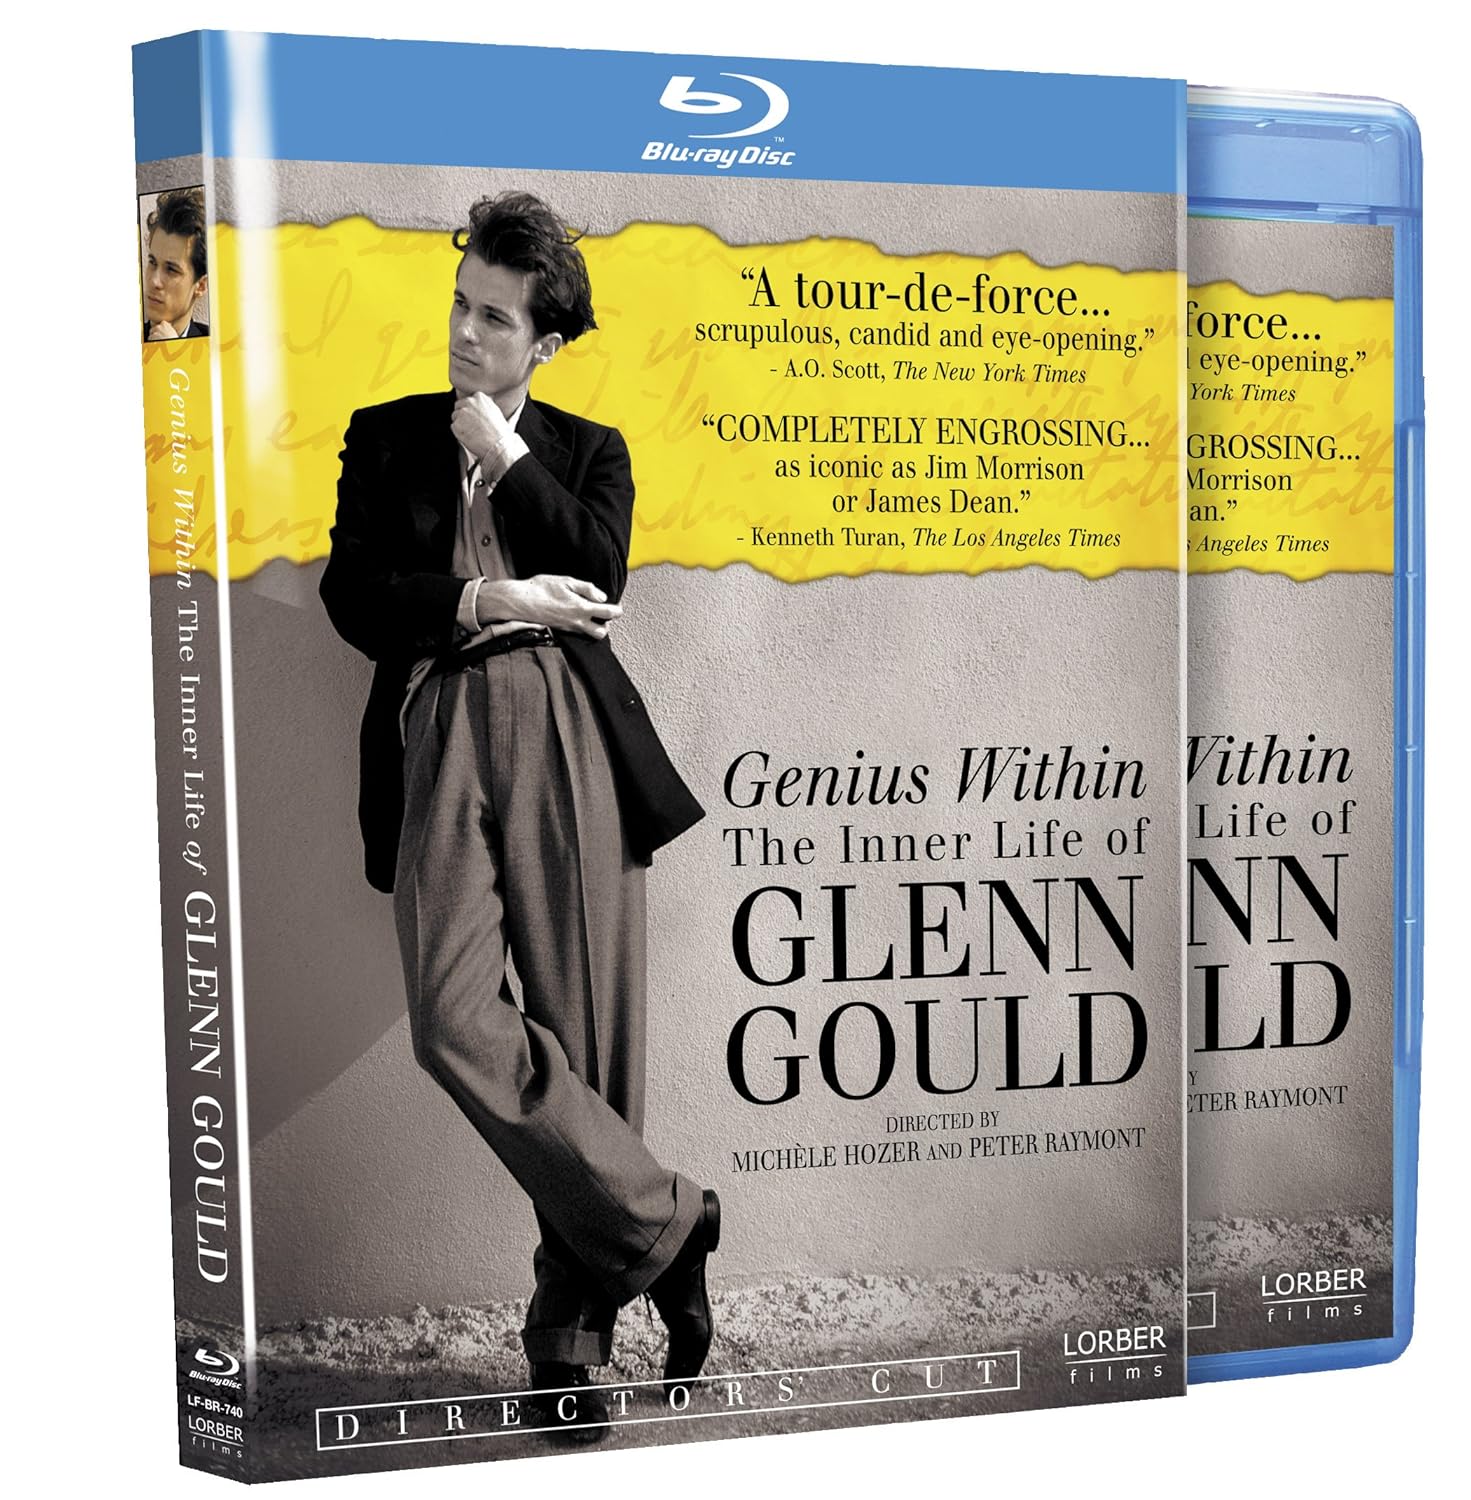 Blu-ray Disc
TM
"A tour-de-force...
scrupulous, candid and eye-opening."
- A.O. Scott, The New York Times
"COMPLETELY ENGROSSING...
as iconic as Jim Morrison
or James Dean."
- Kenneth Turan, The Los Angeles Times
Genius Within
The Inner Life of
GLENN
GOULD
DIRECTED BY
MICHÈLE HOZER AND PETER RAYMONT
DIRECTORS' CUT
LORBER
films
Genius Within The Inner Life of GLENN GOULD
Blu-ray Disc
LF-BR-740
LORBER
films
force...
eye-opening."
York Times
GROSSING...
Morrison
an."
s Angeles Times
Within
Life of
NN
LD
Y
ETER RAYMONT
T
LORBER
films